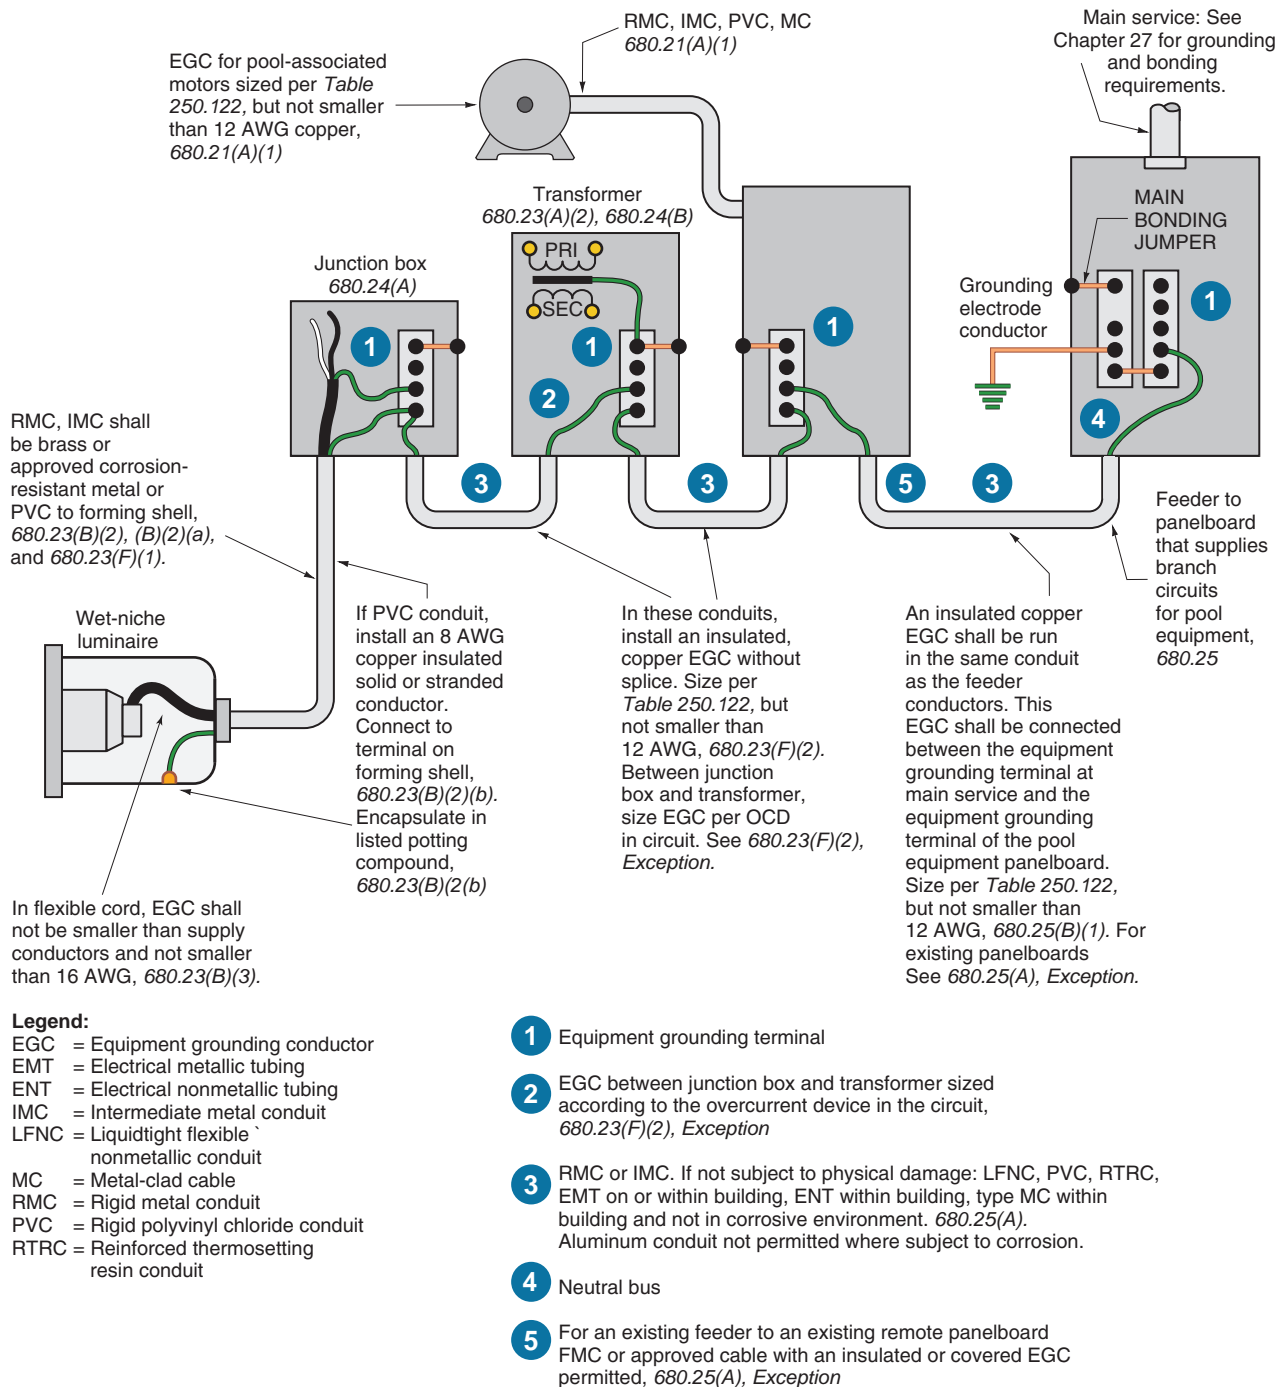 RMC, IMC, PVC, MC
680.21(A)(1)
EGC for pool-associated
motors sized per Table
250.122, but not smaller
than 12 AWG copper,
680.21(A)(1)
Main service: See
Chapter 27 for grounding
and bonding
requirements.
Transformer
680.23(A)(2), 680.24(B)
PRI
SEC
Junction box
680.24(A)
MAIN
BONDING
JUMPER
Grounding
electrode
conductor
1
1
2
1
1
4
3
3
5
3
RMC, IMC shall
be brass or
approved corrosion-
resistant metal or
PVC to forming shell,
680.23(B)(2), (B)(2)(a),
and 680.23(F)(1).
Wet-niche
luminaire
If PVC conduit,
install an 8 AWG
copper insulated
solid or stranded
conductor.
Connect to
terminal on
forming shell,
680.23(B)(2)(b).
Encapsulate in
listed potting
compound,
680.23(B)(2(b)
In these conduits,
install an insulated,
copper EGC without
splice. Size per
Table 250.122, but
not smaller than
12 AWG, 680.23(F)(2).
Between junction
box and transformer,
size EGC per OCD
in circuit. See 680.23(F)(2),
Exception.
An insulated copper
EGC shall be run
in the same conduit
as the feeder
conductors. This
EGC shall be connected
between the equipment
grounding terminal at
main service and the
equipment grounding
terminal of the pool
equipment panelboard.
Size per Table 250.122,
but not smaller than
12 AWG, 680.25(B)(1). For
existing panelboards
See 680.25(A), Exception.
Feeder to
panelboard
that supplies
branch
circuits
for pool
equipment,
680.25
In flexible cord, EGC shall
not be smaller than supply
conductors and not smaller
than 16 AWG, 680.23(B)(3).
Legend:
EGC = Equipment grounding conductor
EMT = Electrical metallic tubing
ENT = Electrical nonmetallic tubing
IMC = Intermediate metal conduit
LFNC = Liquidtight flexible `
nonmetallic conduit
MC = Metal-clad cable
RMC = Rigid metal conduit
PVC = Rigid polyvinyl chloride conduit
RTRC = Reinforced thermosetting
resin conduit
1 Equipment grounding terminal
2 EGC between junction box and transformer sized
according to the overcurrent device in the circuit,
680.23(F)(2), Exception
3 RMC or IMC. If not subject to physical damage: LFNC, PVC, RTRC,
EMT on or within building, ENT within building, type MC within
building and not in corrosive environment. 680.25(A).
Aluminum conduit not permitted where subject to corrosion.
4 Neutral bus
5 For an existing feeder to an existing remote panelboard
FMC or approved cable with an insulated or covered EGC
permitted, 680.25(A), Exception